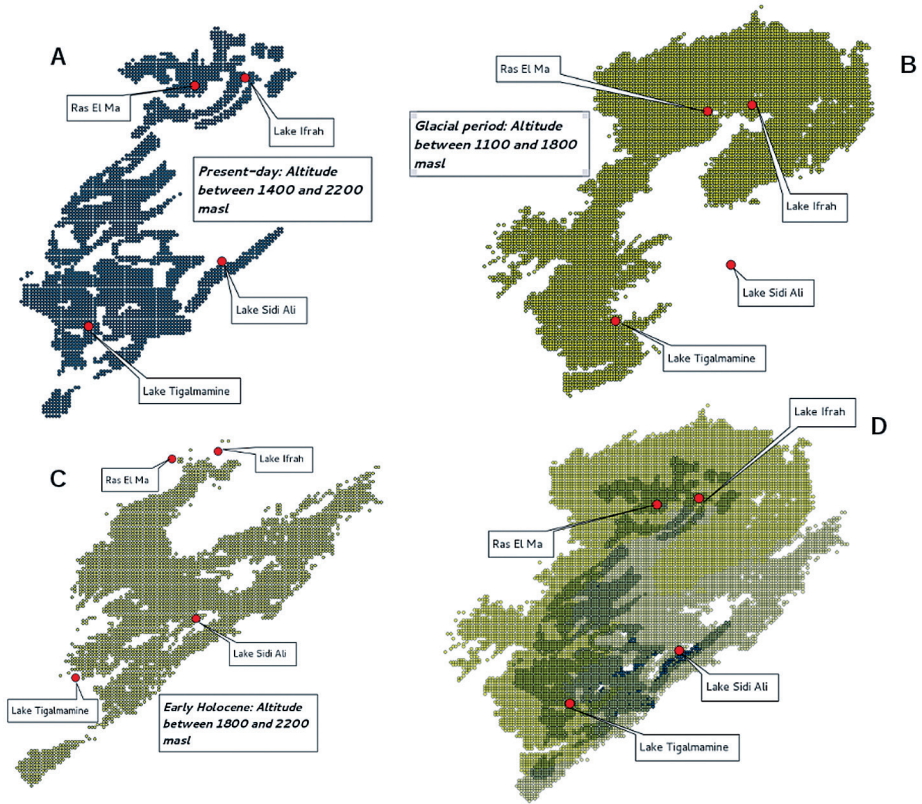 A
Ras El Ma
Lake Ifrah
Present-day: Altitude
between 1400 and 2200
masl
Lake Sidi Ali
Lake Tigalmamine
B
Ras El Ma
Glacial period: Altitude
between 1100 and 1800
masl
Lake Ifrah
Lake Sidi Ali
Lake Tigalmamine
C
Ras El Ma
Lake Ifrah
Lake Sidi Ali
Lake Tigalmamine
Early Holocene: Altitude
between 1800 and 2200
masl
D
Lake Ifrah
Ras El Ma
Lake Sidi Ali
Lake Tigalmamine